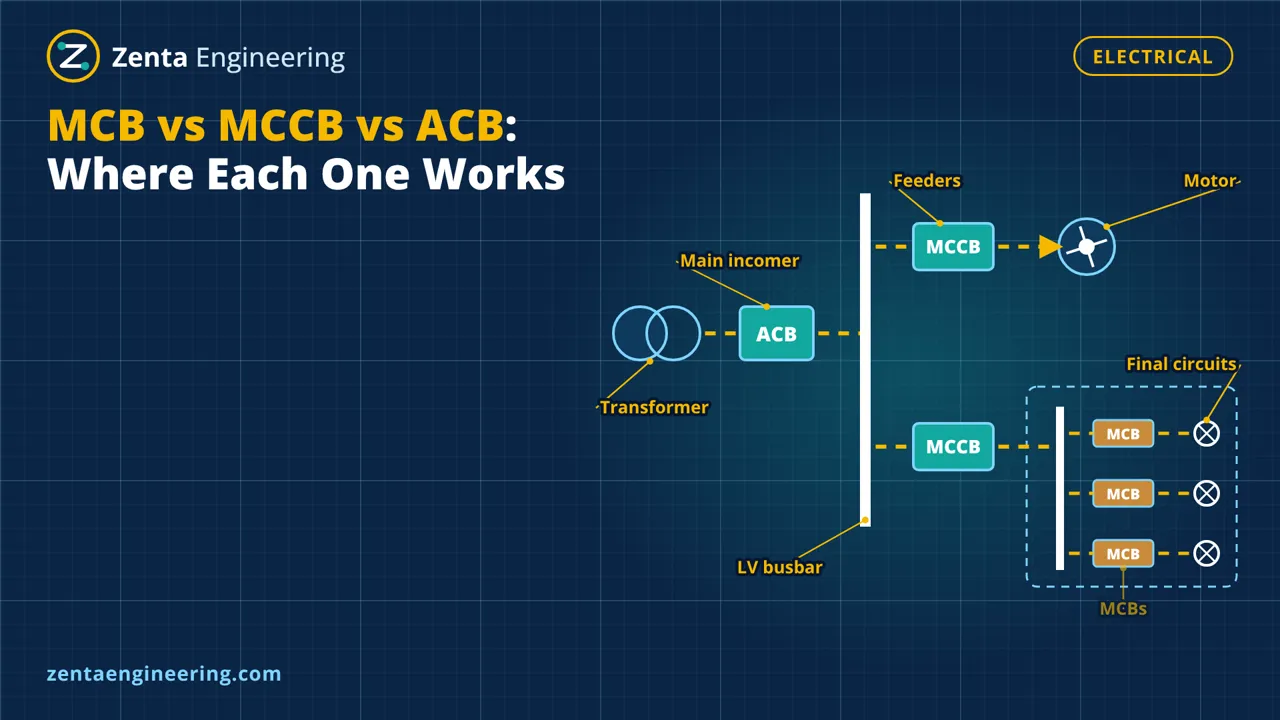 Zenta Engineering
ELECTRICAL
MCB vs MCCB vs ACB:
Where Each One Works
Feeders
Motor
MCCB
Main incomer
ACB
Transformer
Final circuits
MCCB
MCB
MCB
MCB
LV busbar
MCBs
zentaengineering.com